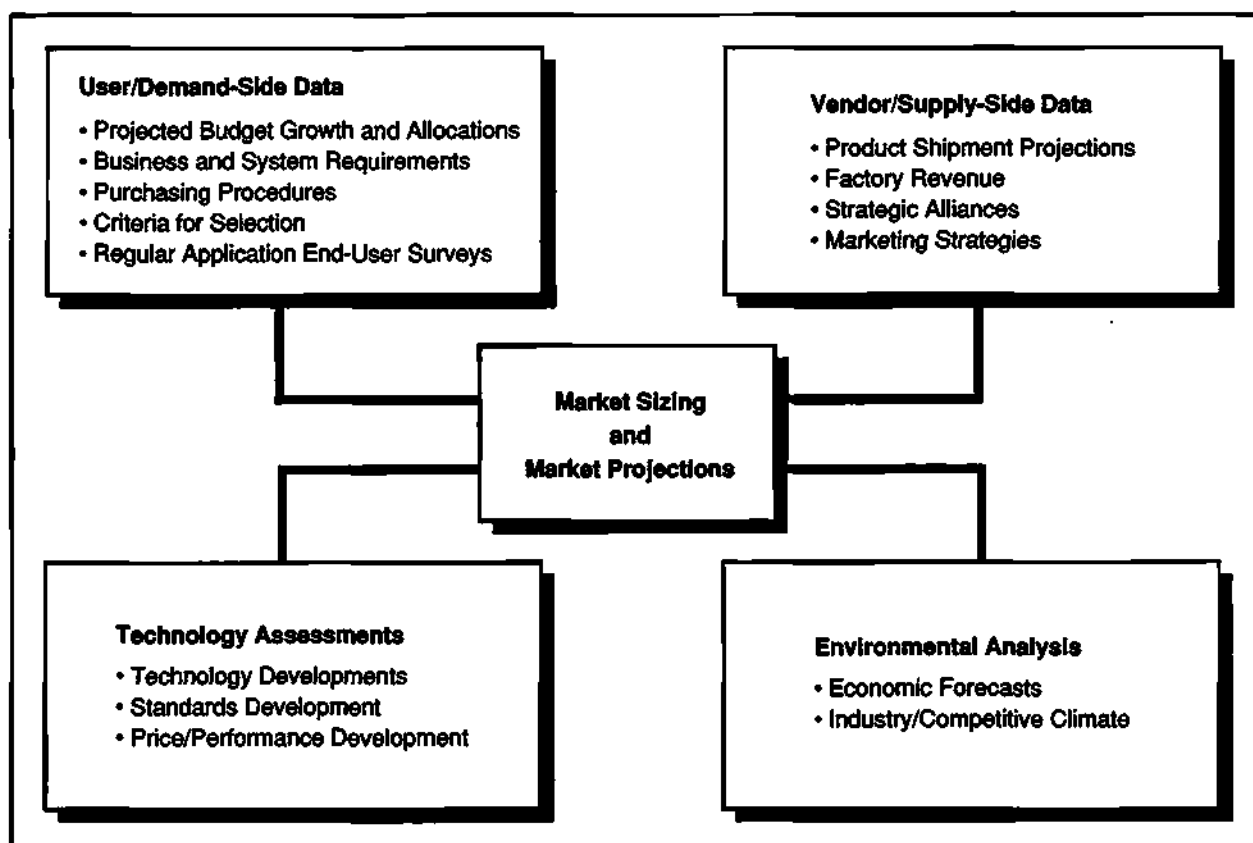 User/Demand-Side Data
• Projected Budget Growth and Allocations
• Business and System Requirements
• Purchasing Procedures
• Criteria for Selection
• Regular Application End-User Surveys
Vendor/Supply-Side Data
• Product Shipment Projections
• Factory Revenue
• Strategic Alliances
• Marketing Strategies
Market Sizing
and
Market Projections
Technology Assessments
• Technology Developments
• Standards Development
• Price/Performance Development
Environmental Analysis
• Economic Forecasts
• Industry/Competitive Climate